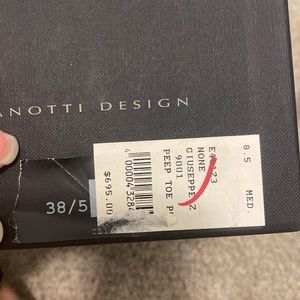 ANOTTI DESIGN
38/5
8.5 MED.
NONE
GIUSEPPE Z
9001
PEEP TOE P
$695.00